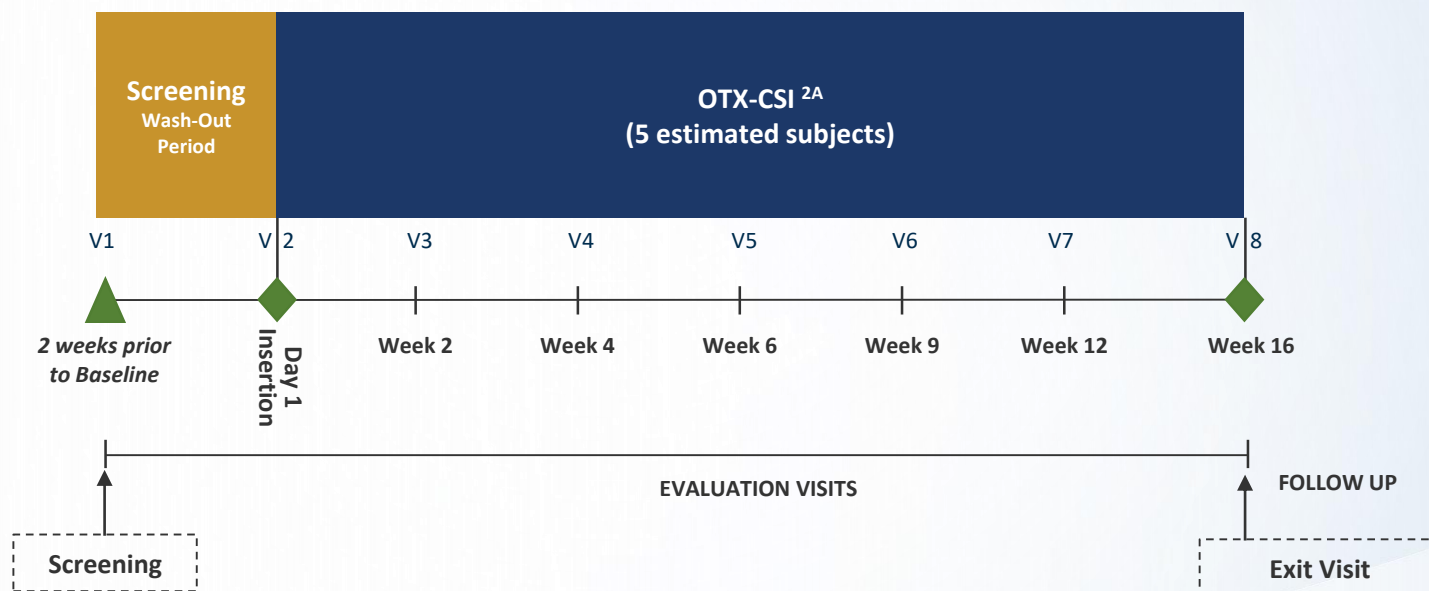 Screening
Wash-Out
Period
OTX-CSI 2A
(5 estimated subjects)
V1
V 2
V3
V4
V5
V6
V7
V 8
2 weeks prior
to Baseline
Day 1
Insertion
Week 2
Week 4
Week 6
Week 9
Week 12
Week 16
EVALUATION VISITS
FOLLOW UP
Screening
Exit Visit